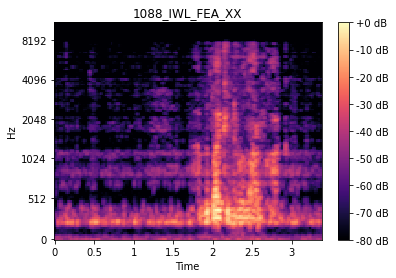 1088_IWL_FEA_XX
+0 dB
8192
-10 dB
4096
-20 dB
-30 dB
2048
Hz
-40 dB
1024
-50 dB
512
-60 dB
-70 dB
0
-80 dB
0 0.5 1 1.5 2 2.5 3
Time